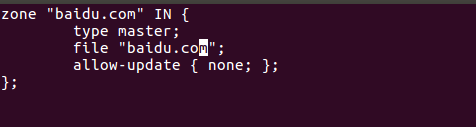 zone "baidu.com" IN {
        type master;
        file "baidu.com";
        allow-update { none; };
};